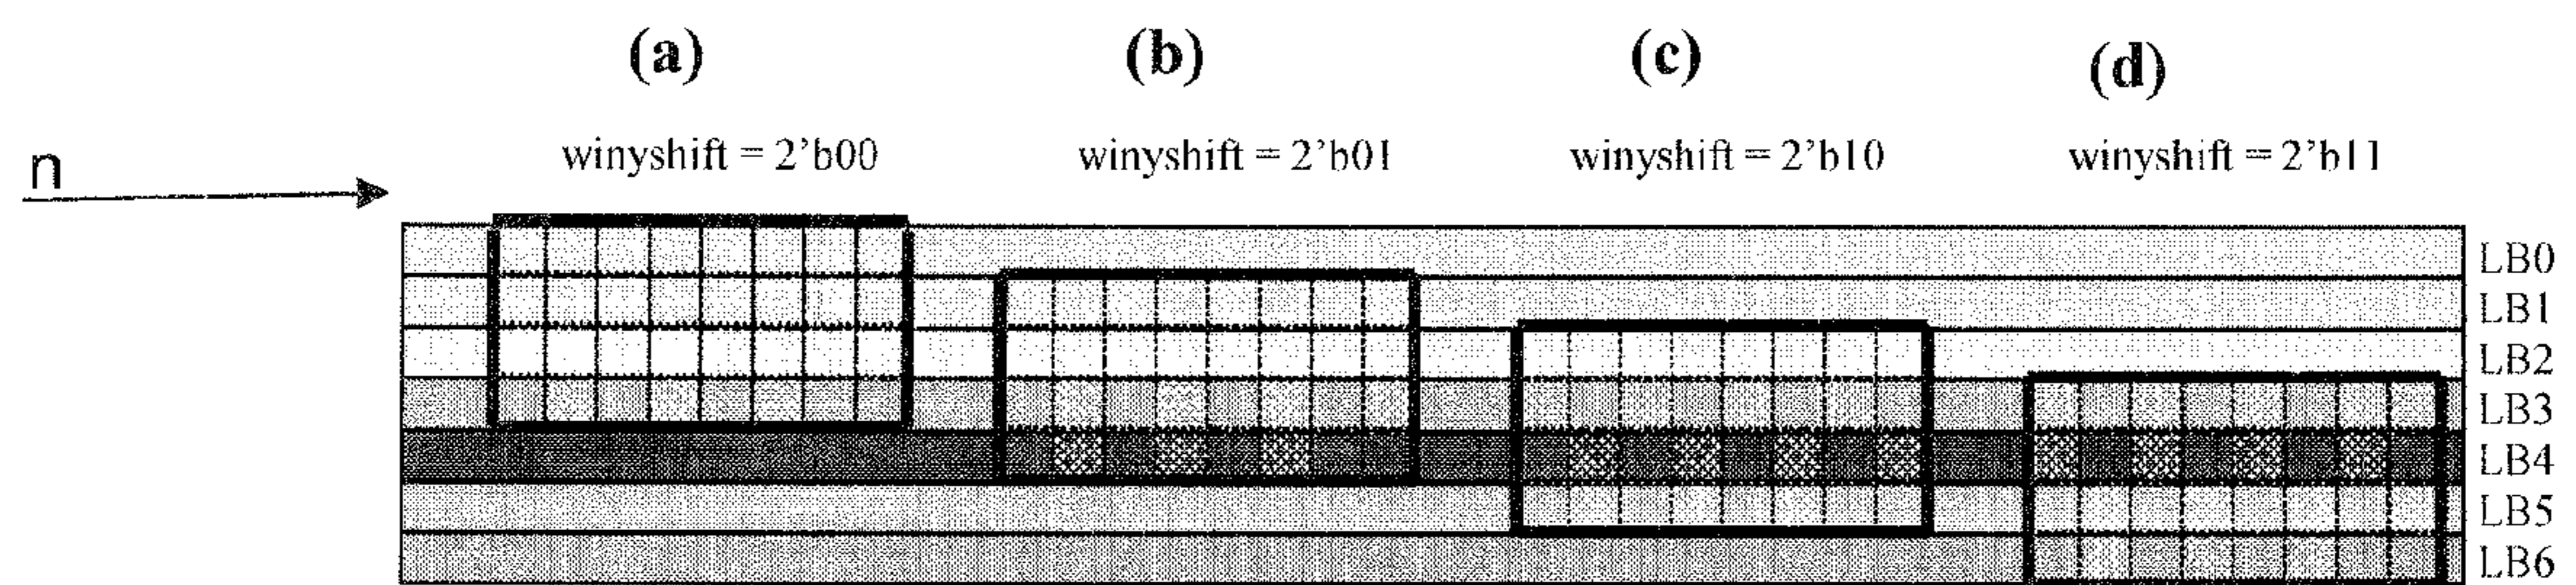 (a) (b) (c) (d)
winyshift = 2'b00 winyshift = 2'b01 winyshift = 2'b10 winyshift = 2'b11
n
LB0
LB1
LB2
LB3
LB4
LB5
LB6